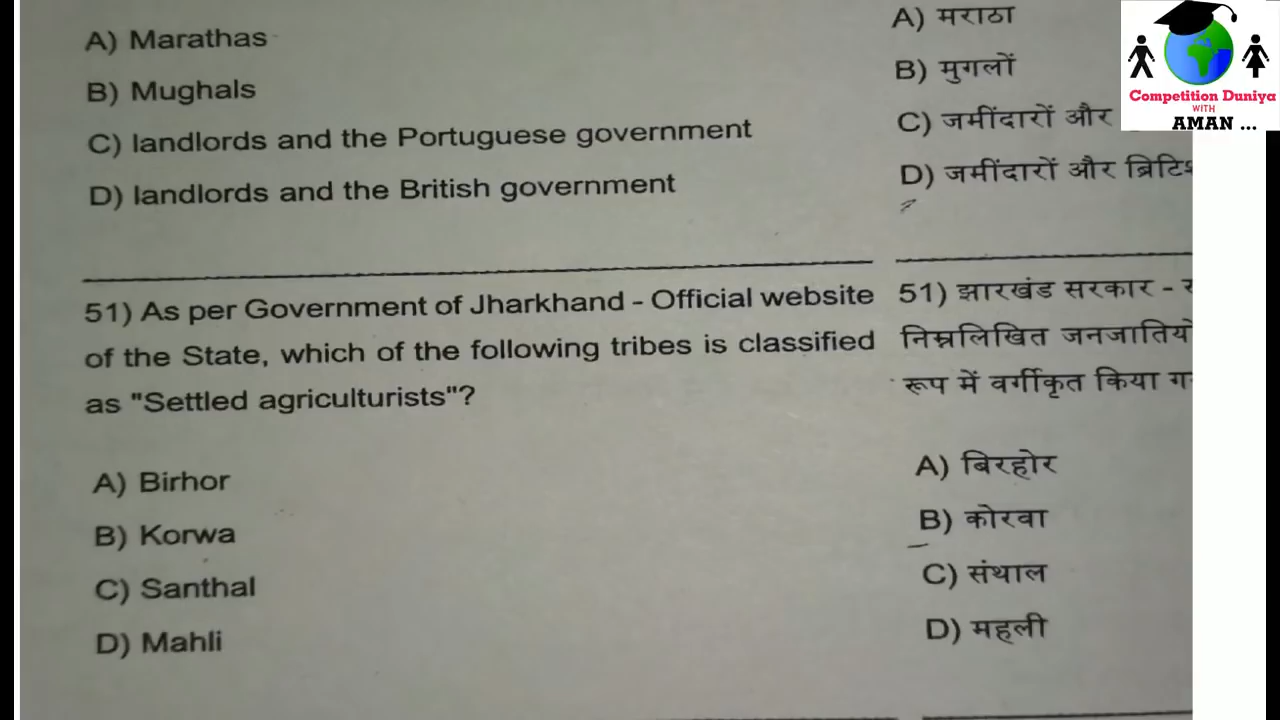 A) Marathas
B) Mughals
C) landlords and the Portuguese government
D) landlords and the British government
51) As per Government of Jharkhand - Official website
of the State, which of the following tribes is classified
as "Settled agriculturists"?
A) Birhor
B) Korwa
C) Santhal
D) Mahli
A) मराठा
B) मुगलों
C) जमींदारों और
D) जमींदारों और
51) झारखंड सरकार -
निम्नलिखित
रूप में वर्गीकृत किया
A) बिरहोर
B) कोरवा
C) संथाल
D) महली
Competition Duniya
WITH
AMAN ...